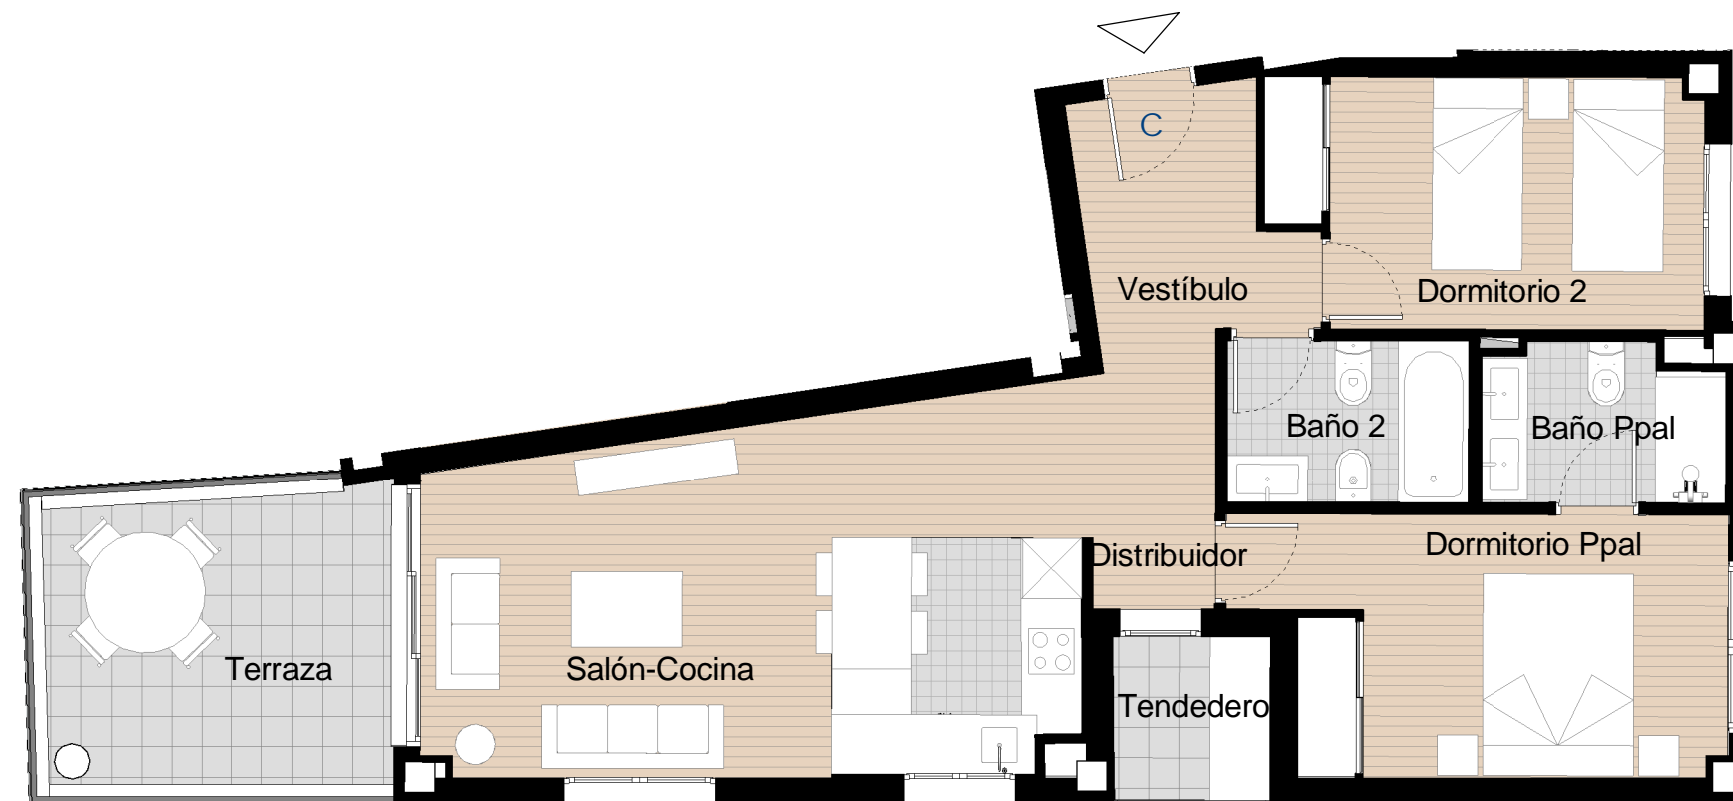 C
Vestíbulo
Dormitorio 2
Baño 2
Baño Ppal
Distribuidor
Dormitorio Ppal
Terraza
Salón-Cocina
Tendedero